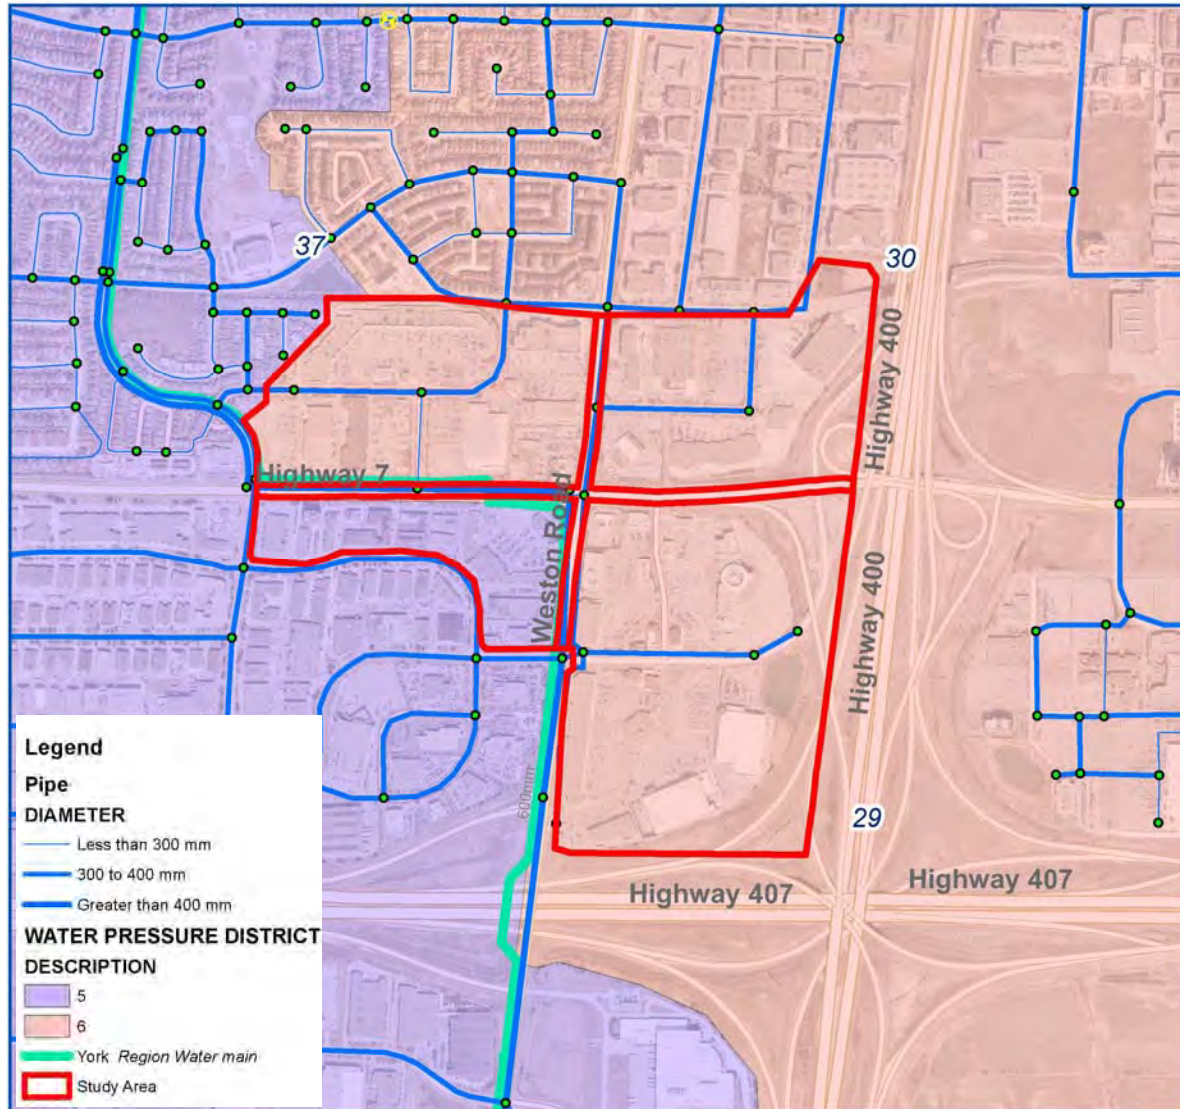 37
30
Highway 400
Highway 7
Weston Road
Highway 400
600mm
29
Highway 407
Highway 407
Legend
Pipe
DIAMETER
Less than 300 mm
300 to 400 mm
Greater than 400 mm
WATER PRESSURE DISTRICT
DESCRIPTION
5
6
York Region Water main
Study Area